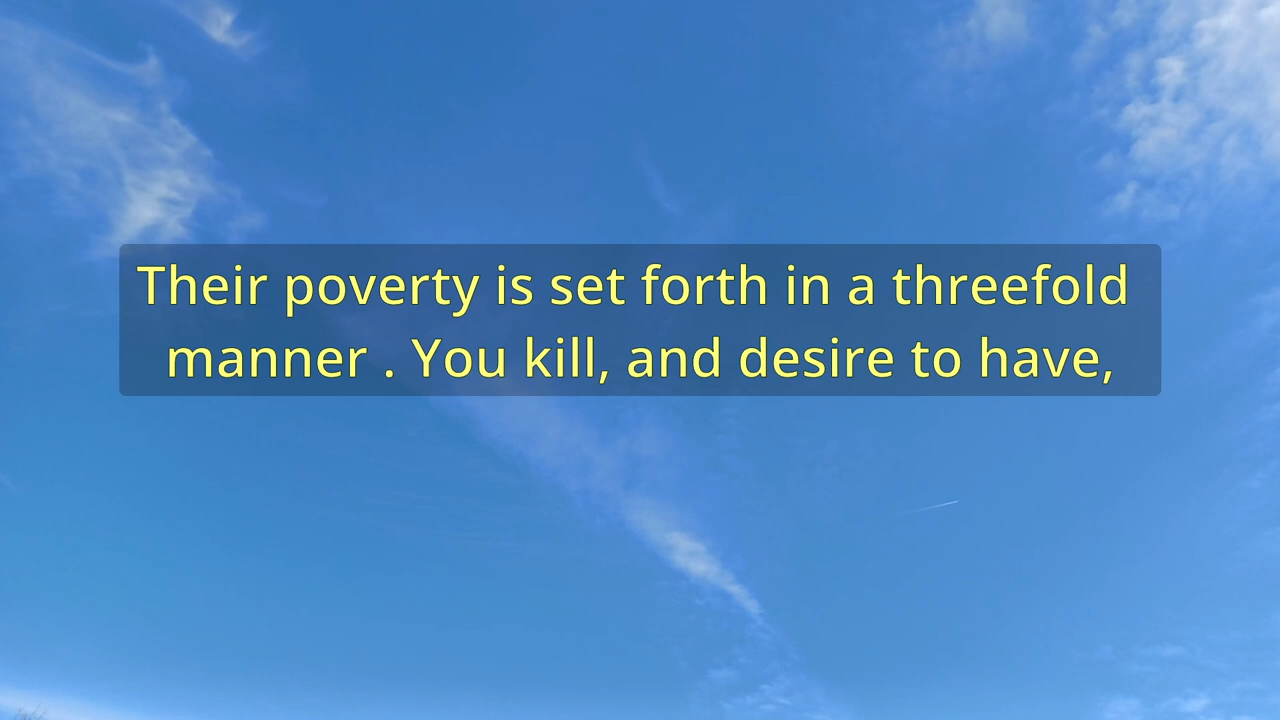 Their poverty is set forth in a threefold
manner . You kill, and desire to have,